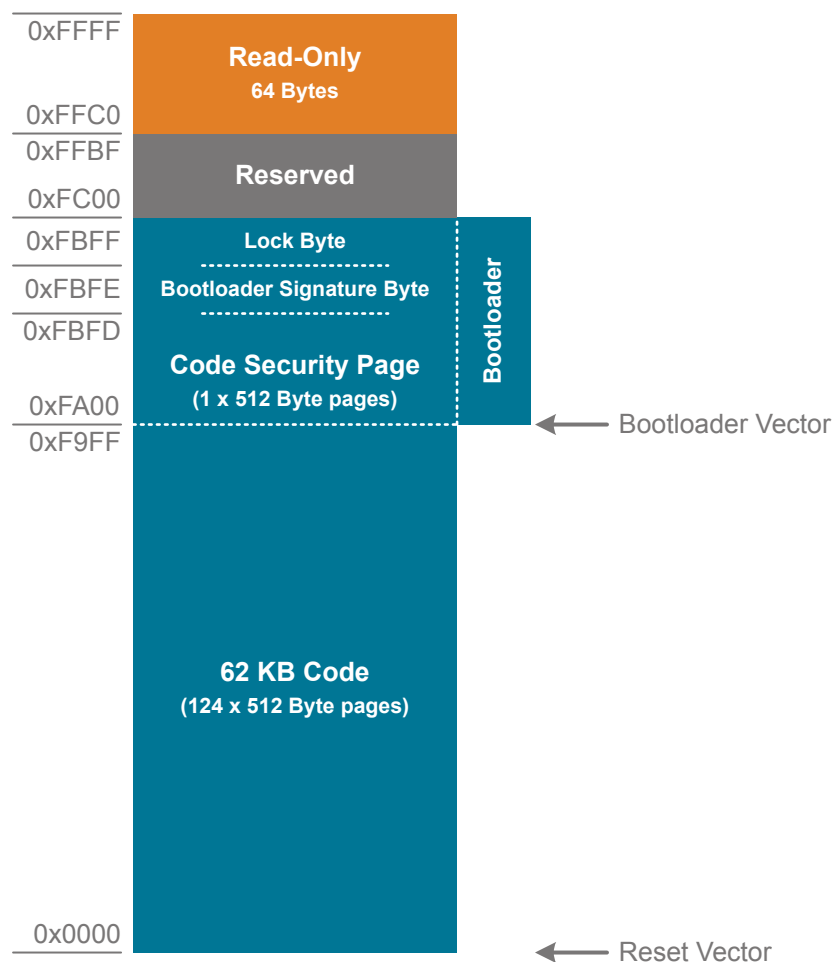 0xFFFF
Read-Only
64 Bytes
0xFFC0
0xFFBF
Reserved
0xFC00
0xFBFF
Lock Byte
0xFBFE
Bootloader Signature Byte
0xFBFD
Code Security Page
(1 x 512 Byte pages)
Bootloader
0xFA00
Bootloader Vector
0xF9FF
62 KB Code
(124 x 512 Byte pages)
0x0000
Reset Vector